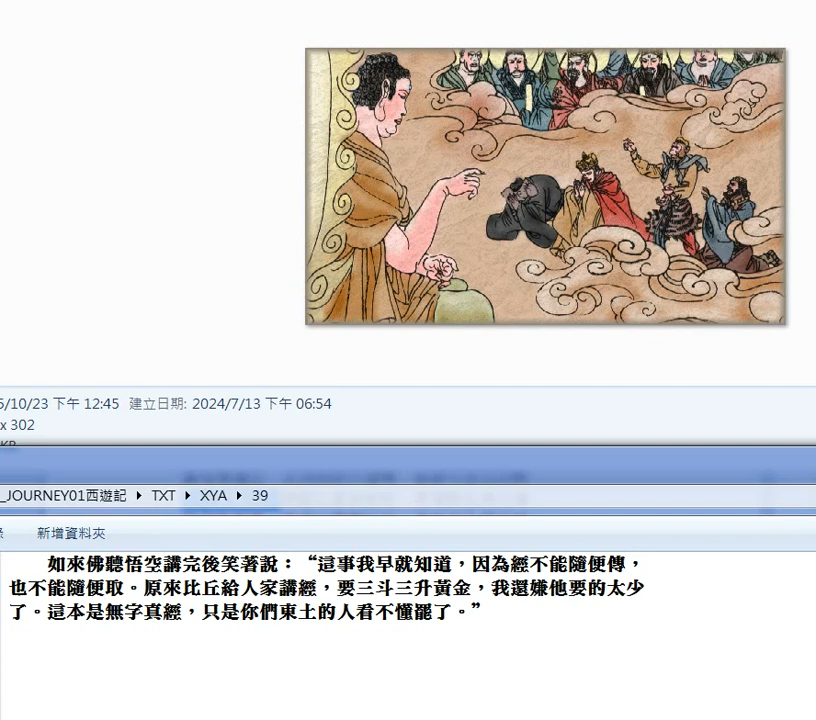 5/10/23 下午 12:45 建立日期: 2024/7/13 下午 06:54
x 302
KB
_JOURNEY01西遊記 TXT XYA 39
新增資料夾
如來佛聽悟空講完後笑著說：“這事我早就知道，因為經不能隨便傳，
也不能隨便取。原來比丘給人家講經，要三斗三升黃金，我還嫌他要的太少
了。這本是無字真經，只是你們東土的人看不懂罷了。”